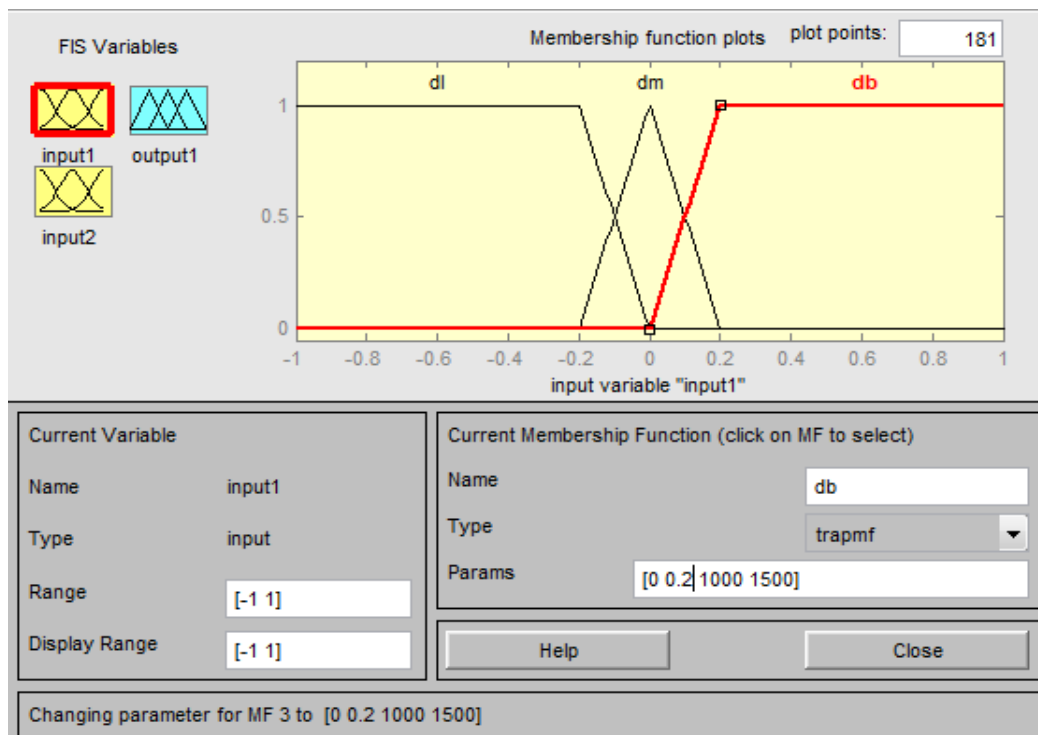 FIS Variables
Membership function plots
plot points:
181
input1
output1
input2
dl
dm
db
1
0.5
0
-1
-0.8
-0.6
-0.4
-0.2
0
0.2
0.4
0.6
0.8
1
input variable "input1"
Current Variable
Name
input1
Type
input
Range
[-1 1]
Display Range
[-1 1]
Current Membership Function (click on MF to select)
Name
db
Type
trapmf
Params
[0 0.2 1000 1500]
Help
Close
Changing parameter for MF 3 to  [0 0.2 1000 1500]